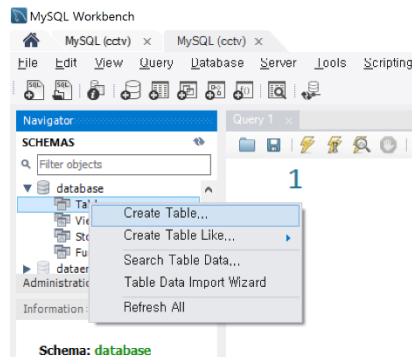 MySQL Workbench
MySQL (cctv) × MySQL (cctv) ×
File Edit View Query Database Server Tools Scripting
Navigator
Query 1 ×
SCHEMAS
Filter objects
1
database
Create Table...
Create Table Like...
Search Table Data...
Table Data Import Wizard
Refresh All
Schema: database